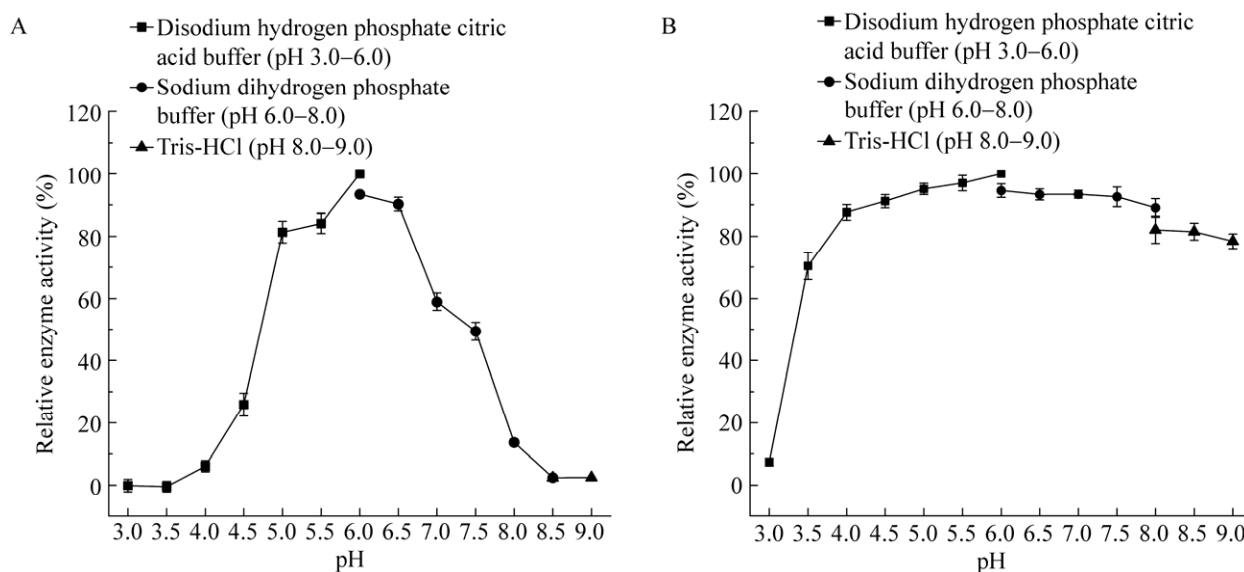 A
Disodium hydrogen phosphate citric
acid buffer (pH 3.0–6.0)
Sodium dihydrogen phosphate
buffer (pH 6.0–8.0)
Tris-HCl (pH 8.0–9.0)
120
100
80
60
40
20
0
Relative enzyme activity (%)
3.0 3.5 4.0 4.5 5.0 5.5 6.0 6.5 7.0 7.5 8.0 8.5 9.0
pH
B
Disodium hydrogen phosphate citric
acid buffer (pH 3.0–6.0)
Sodium dihydrogen phosphate
buffer (pH 6.0–8.0)
Tris-HCl (pH 8.0–9.0)
120
100
80
60
40
20
0
Relative enzyme activity (%)
3.0 3.5 4.0 4.5 5.0 5.5 6.0 6.5 7.0 7.5 8.0 8.5 9.0
pH